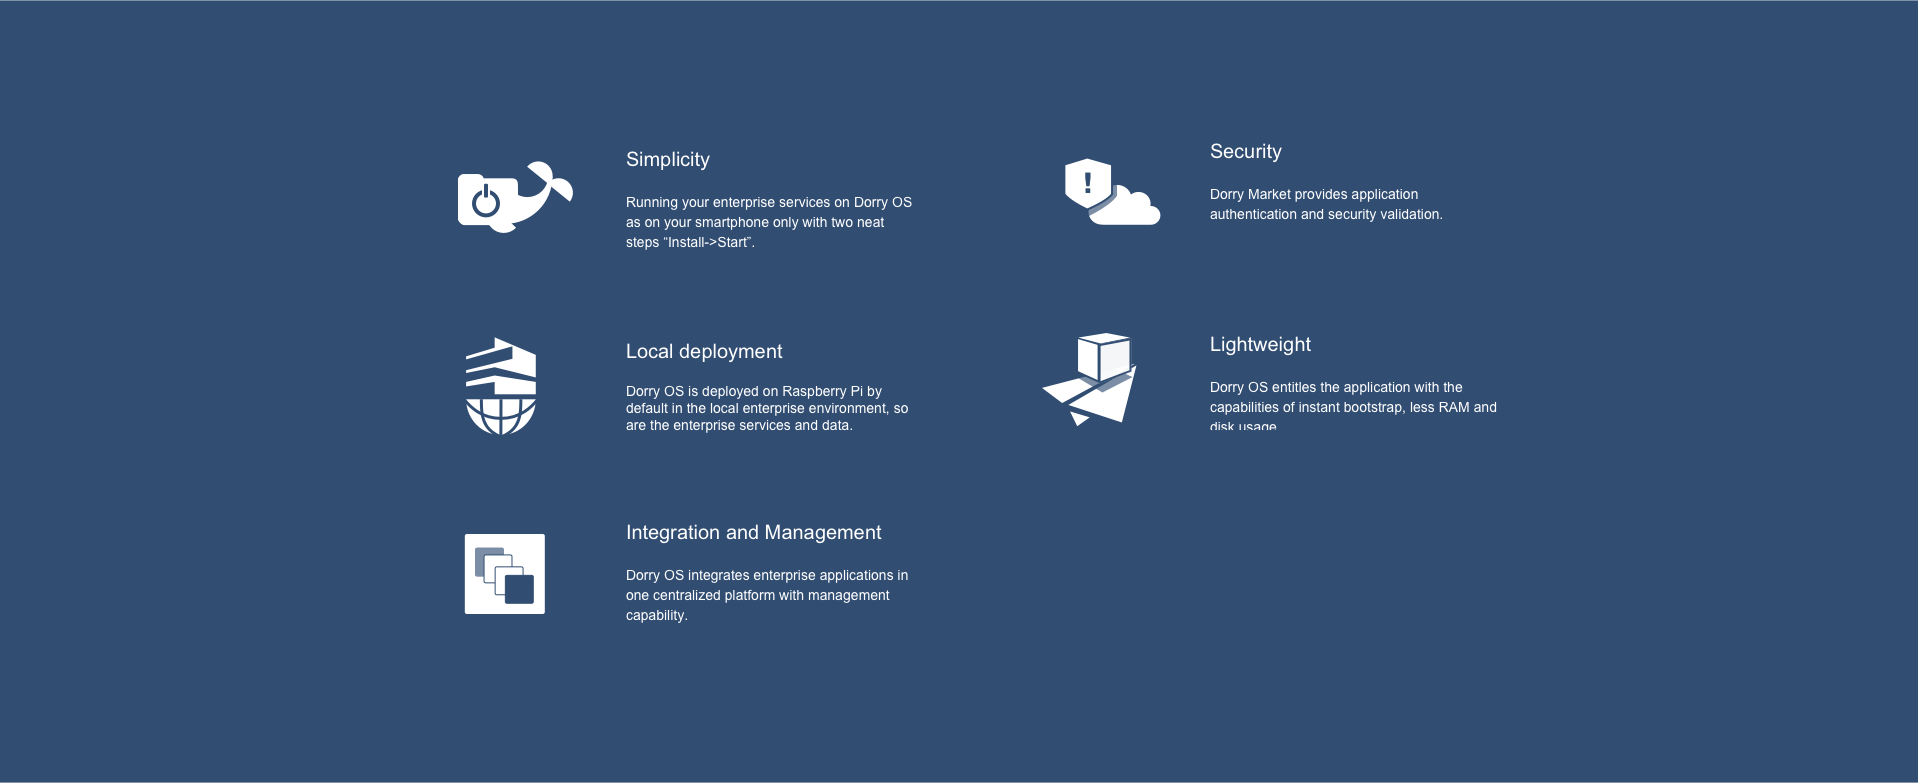 Simplicity
Running your enterprise services on Dorry OS
as on your smartphone only with two neat
steps “Install->Start”.
Security
Dorry Market provides application
authentication and security validation.
Local deployment
Dorry OS is deployed on Raspberry Pi by
default in the local enterprise environment, so
are the enterprise services and data.
Lightweight
Dorry OS entitles the application with the
capabilities of instant bootstrap, less RAM and
disk usage
Integration and Management
Dorry OS integrates enterprise applications in
one centralized platform with management
capability.